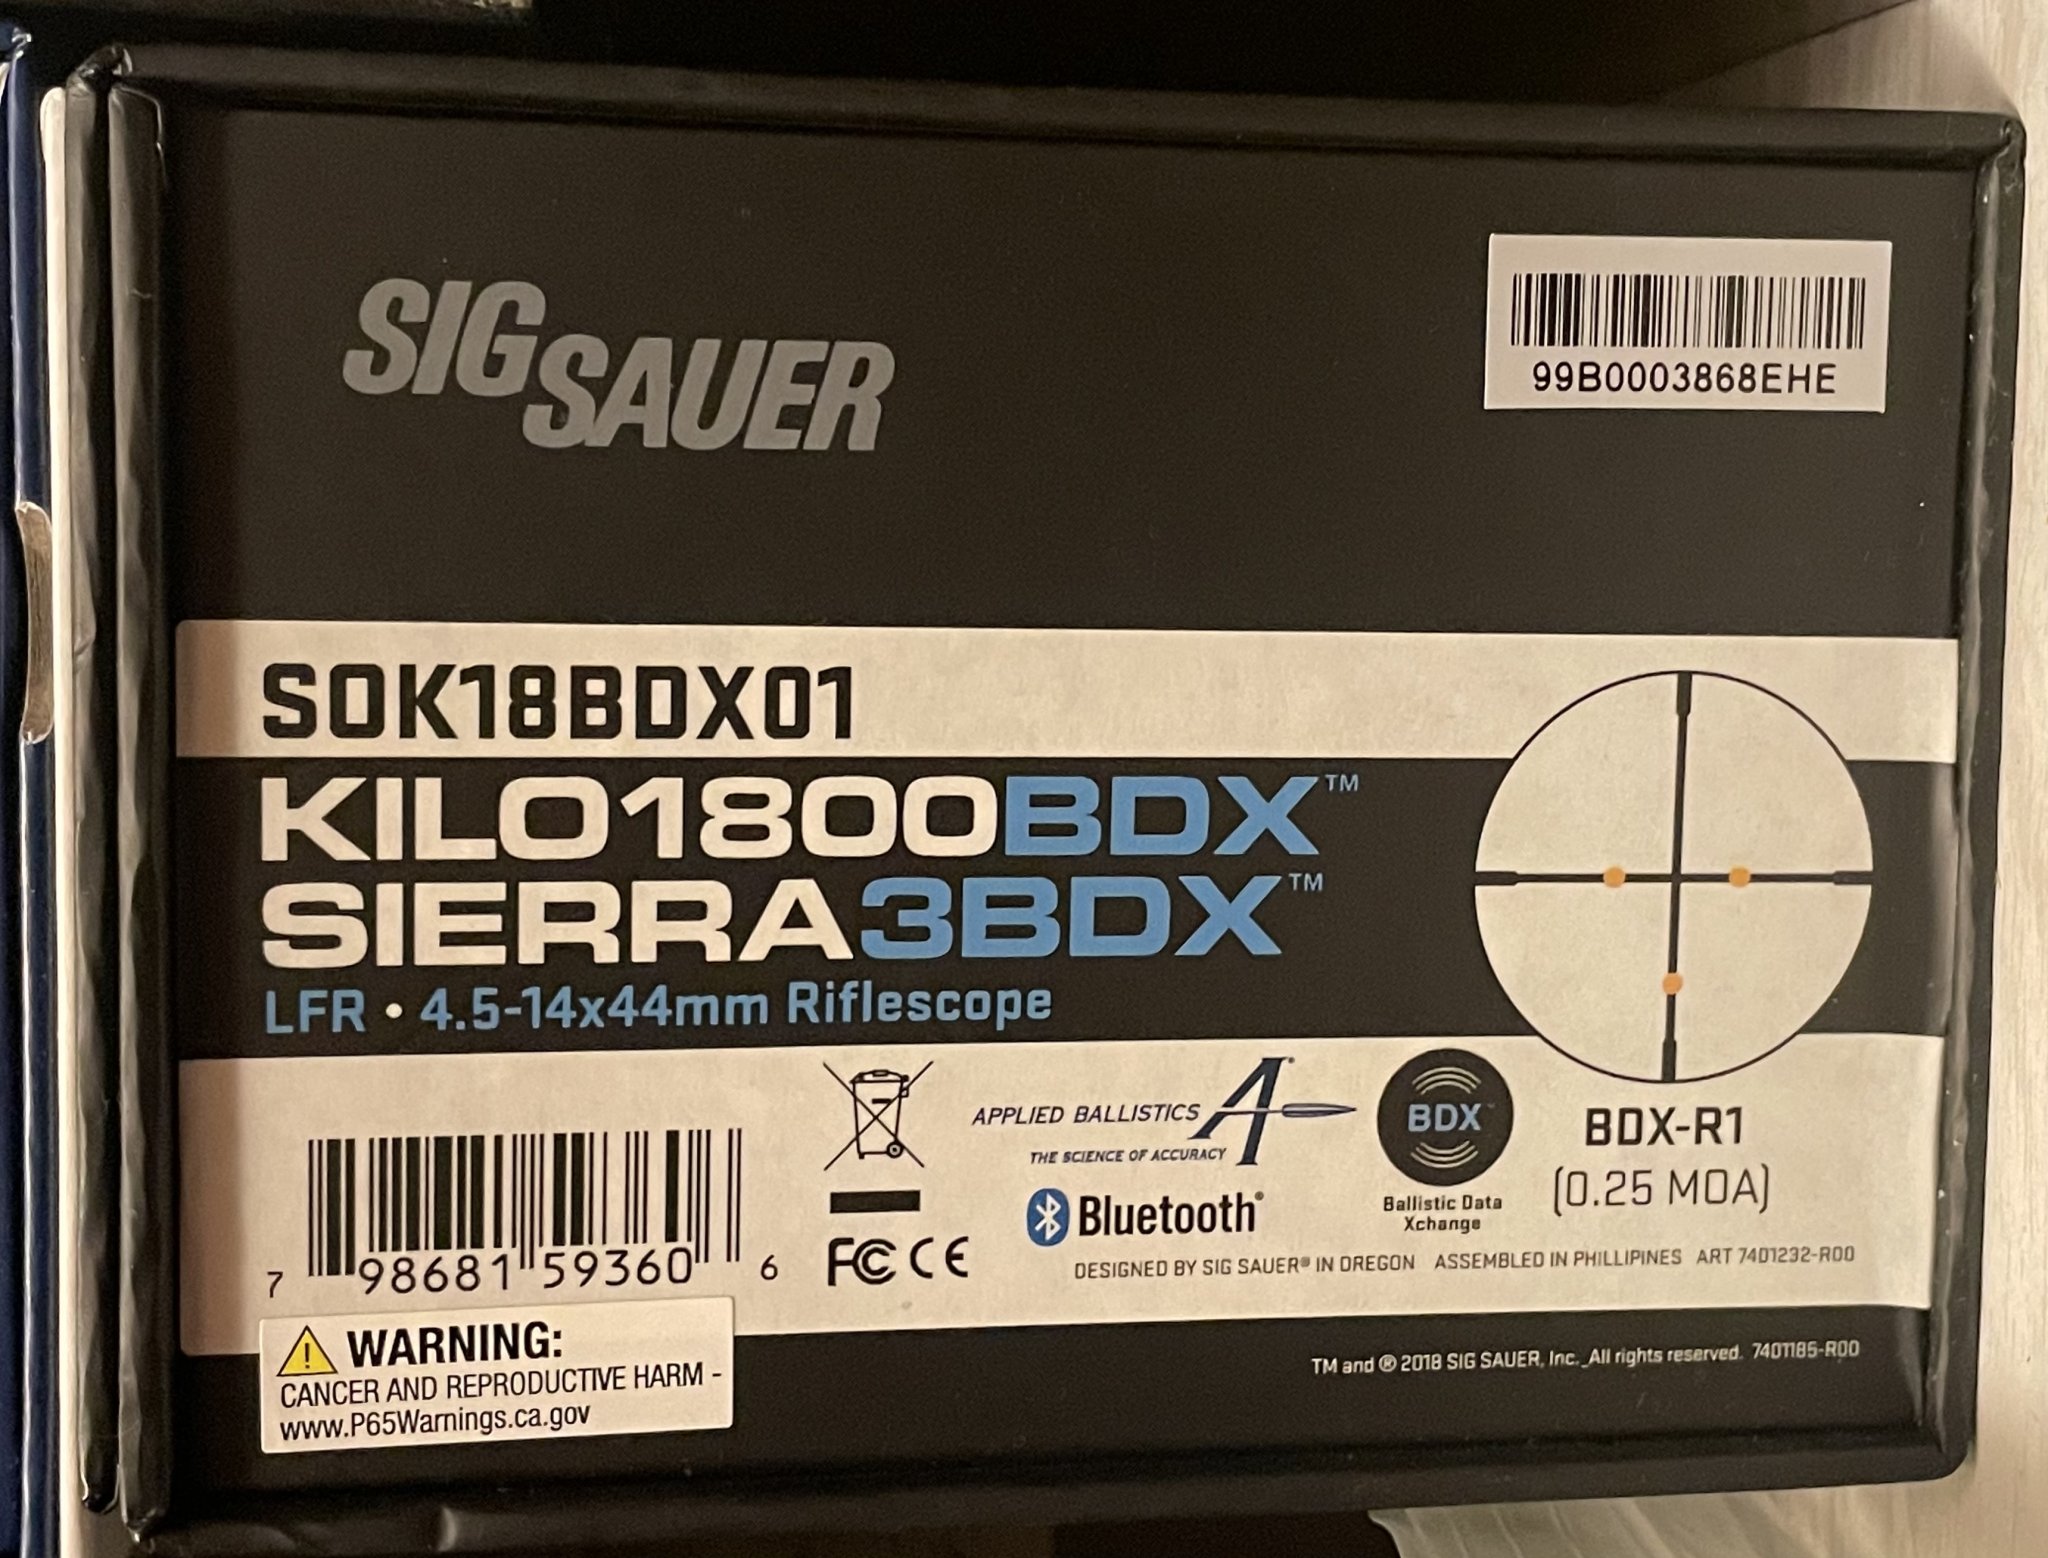 SIG SAUER
99B0003868EHE
SOK18BDX01
KILO1800BDX™
SIERRA3BDX™
LFR • 4.5-14x44mm Riflescope
APPLIED BALLISTICS
THE SCIENCE OF ACCURACY
Bluetooth®
BDX
Ballistic Data
Xchange
BDX-R1
(0.25 MOA)
7 98681 59360 6
FC CE
DESIGNED BY SIG SAUER® IN OREGON ASSEMBLED IN PHILLIPINES ART 7401232-R00
WARNING:
CANCER AND REPRODUCTIVE HARM -
www.P65Warnings.ca.gov
TM and ® 2018 SIG SAUER, Inc. All rights reserved. 7401185-R00